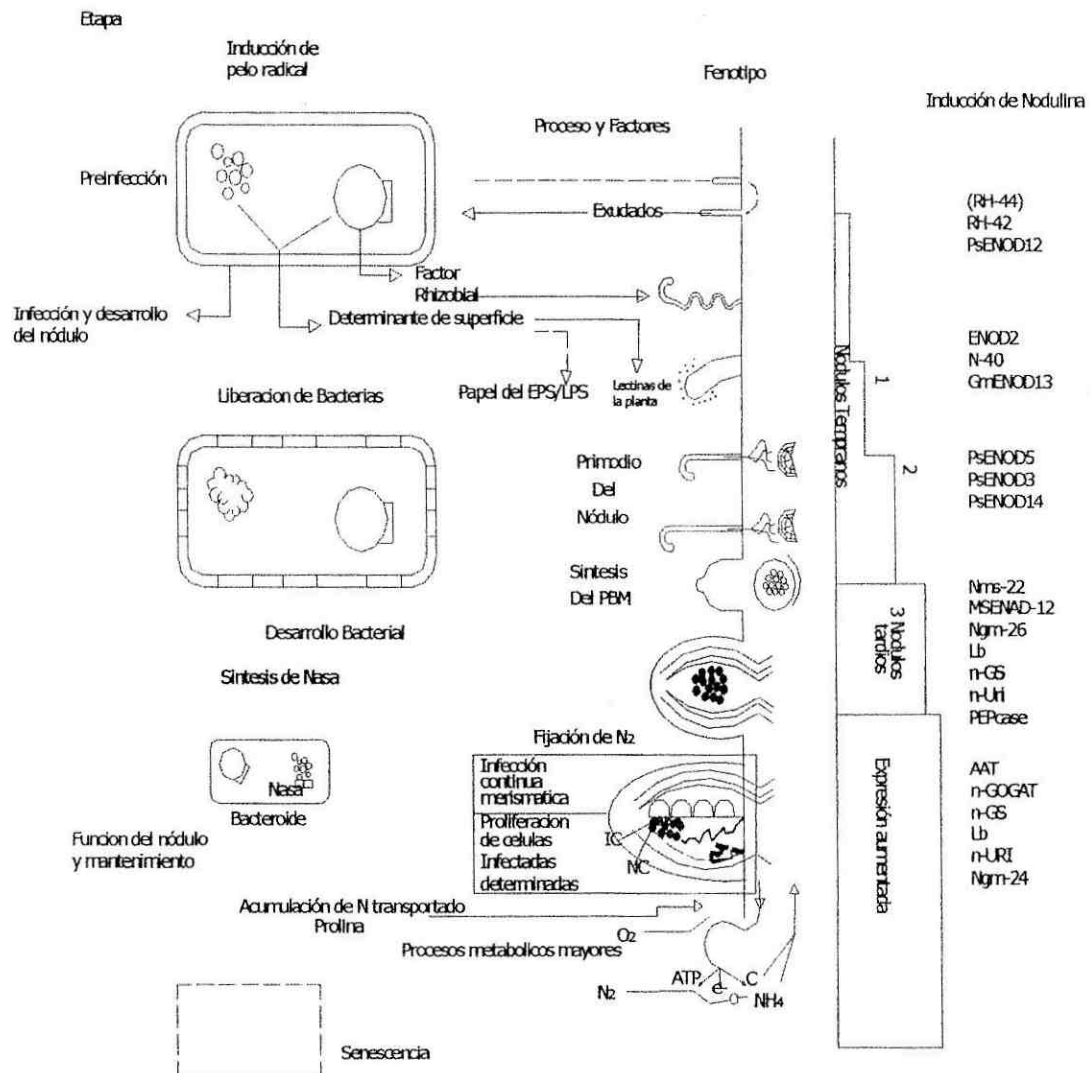 Etapa
Inducción de
pelo radical
Fenotipo
Inducción de Nodulina
Proceso y Factores
Preinfección
Exudados
(RH-44)
RH-42
PsENOD12
Factor
Rhizobial
Infección y desarrollo
del nódulo
Determinante de superficie
Papel del EPS/LPS
Lectinas de
la planta
Liberacion de Bacterias
Nodulos Tempranos
1
ENOD2
N-40
GmENOD13
Primodio
Del
Nódulo
2
PsENOD5
PsENOD3
PsENOD14
Sintesis
Del PBM
Desarrollo Bacterial
3 Nodulos
tardios
Nms-22
MSENAD-12
Ngm-26
Lb
n-GS
n-Uri
PEPcase
Sintesis de Nasa
Fijación de N2
Nasa
Bacteroide
Infección
continua
merismatica
Proliferacion
de celulas
Infectadas
determinadas
IC
NC
Funcion del nódulo
y mantenimiento
Expresión aumentada
AAT
n-GOGAT
n-GS
Lb
n-URI
Ngm-24
Acumulación de N transportado
Prolina
O2
Procesos metabolicos mayores
ATP
e
C
N2
NH4
Senescencia